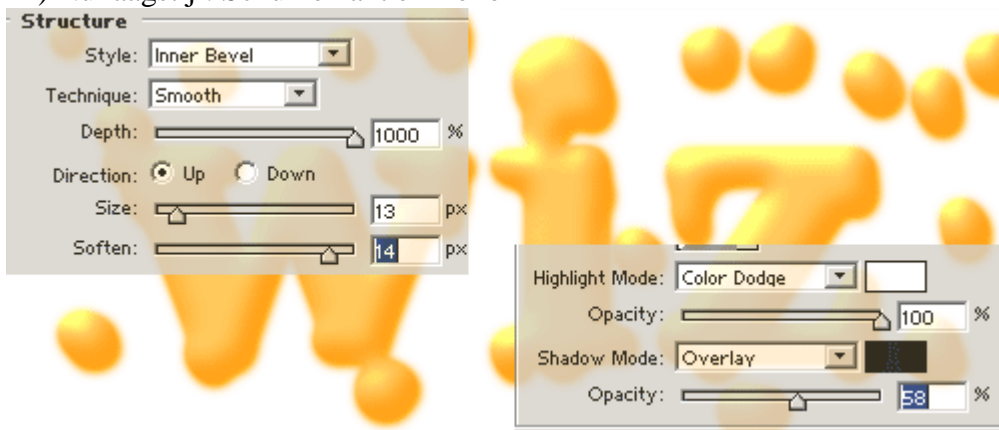 Structure
Style: Inner Bevel
Technique: Smooth
Depth: 1000 %
Direction: Up Down
Size: 13 px
Soften: 14 px
Highlight Mode: Color Dodge
Opacity: 100 %
Shadow Mode: Overlay
Opacity: 58 %